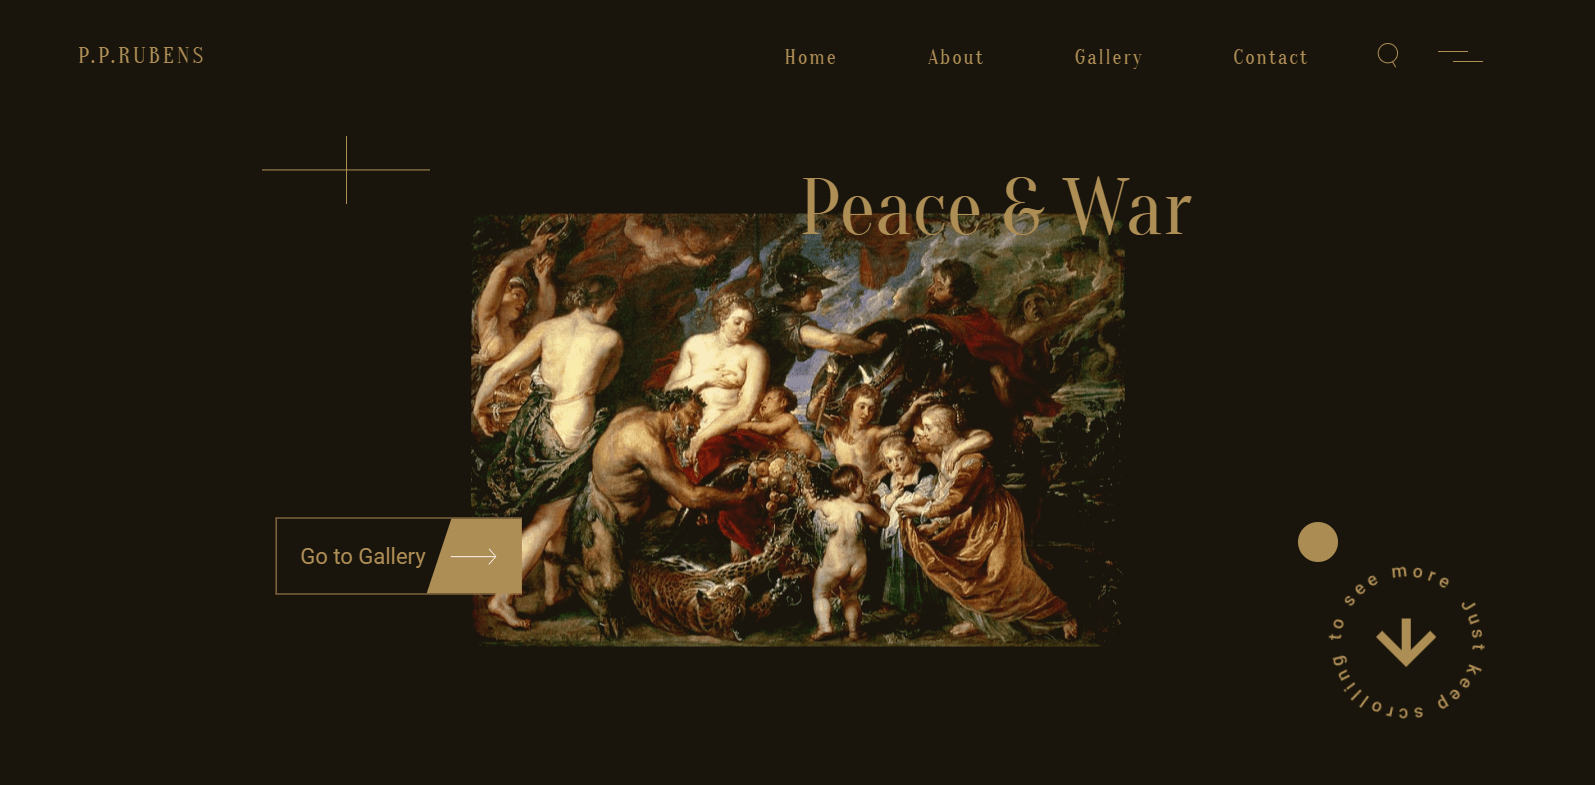 P.P.RUBENS
Home
About
Gallery
Contact
Peace & War
Go to Gallery
Just keep scrolling to see more